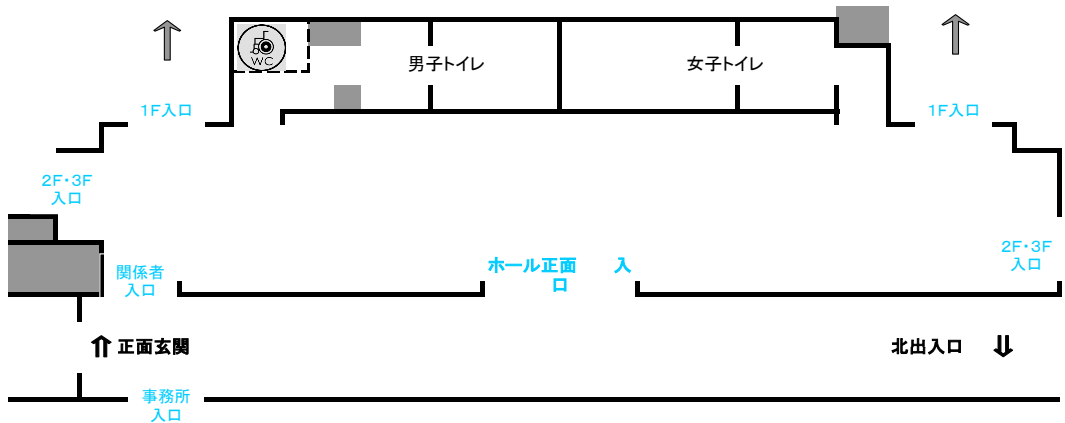 WC
男子トイレ
女子トイレ
1F入口
1F入口
2F・3F
入口
2F・3F
入口
関係者
入口
ホール正面　　入
口
正面玄関
北出入口
事務所
入口